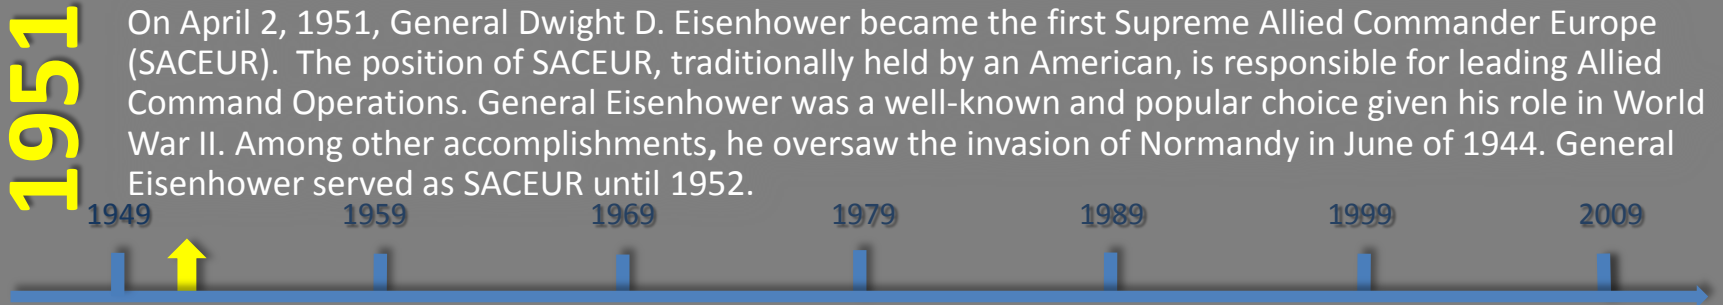 1951
On April 2, 1951, General Dwight D. Eisenhower became the first Supreme Allied Commander Europe
(SACEUR).  The position of SACEUR, traditionally held by an American, is responsible for leading Allied
Command Operations. General Eisenhower was a well-known and popular choice given his role in World
War II. Among other accomplishments, he oversaw the invasion of Normandy in June of 1944. General
Eisenhower served as SACEUR until 1952.
1949 1959 1969 1979 1989 1999 2009